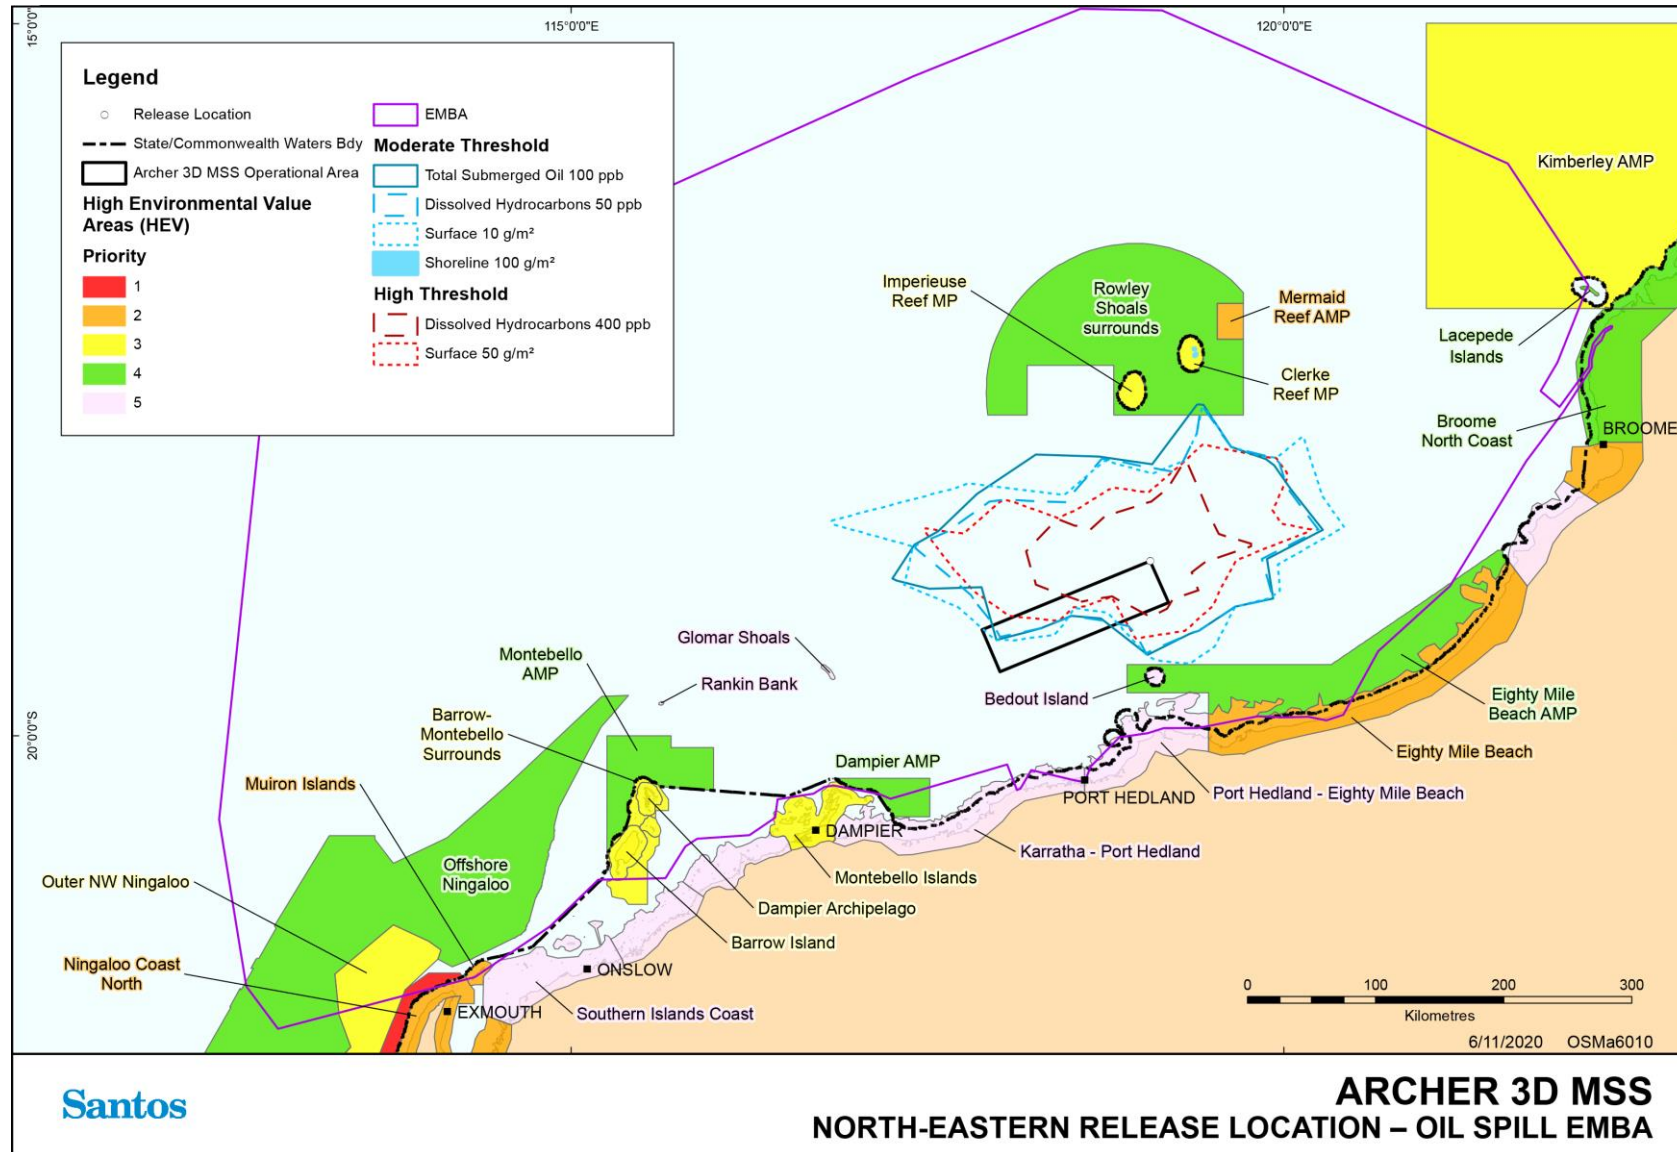 15°0'0"S
115°0'0"E
120°0'0"E
Legend
Release Location
State/Commonwealth Waters Bdy
Archer 3D MSS Operational Area
High Environmental Value
Areas (HEV)
Priority
1
2
3
4
5
EMBA
Moderate Threshold
Total Submerged Oil 100 ppb
Dissolved Hydrocarbons 50 ppb
Surface 10 g/m²
Shoreline 100 g/m²
High Threshold
Dissolved Hydrocarbons 400 ppb
Surface 50 g/m²
Kimberley AMP
Imperieuse
Reef MP
Rowley
Shoals
surrounds
Mermaid
Reef AMP
Clerke
Reef MP
Lacepede
Islands
Broome
North Coast
BROOME
Glomar Shoals
Montebello
AMP
Rankin Bank
Bedout Island
Eighty Mile
Beach AMP
20°0'0"S
Barrow-
Montebello
Surrounds
Eighty Mile Beach
Dampier AMP
Muiron Islands
PORT HEDLAND
Port Hedland - Eighty Mile Beach
DAMPIER
Karratha - Port Hedland
Offshore
Ningaloo
Outer NW Ningaloo
Montebello Islands
Dampier Archipelago
Barrow Island
Ningaloo Coast
North
ONSLOW
EXMOUTH
Southern Islands Coast
0 100 200 300
Kilometres
6/11/2020 OSMa6010
Santos
ARCHER 3D MSS
NORTH-EASTERN RELEASE LOCATION – OIL SPILL EMBA